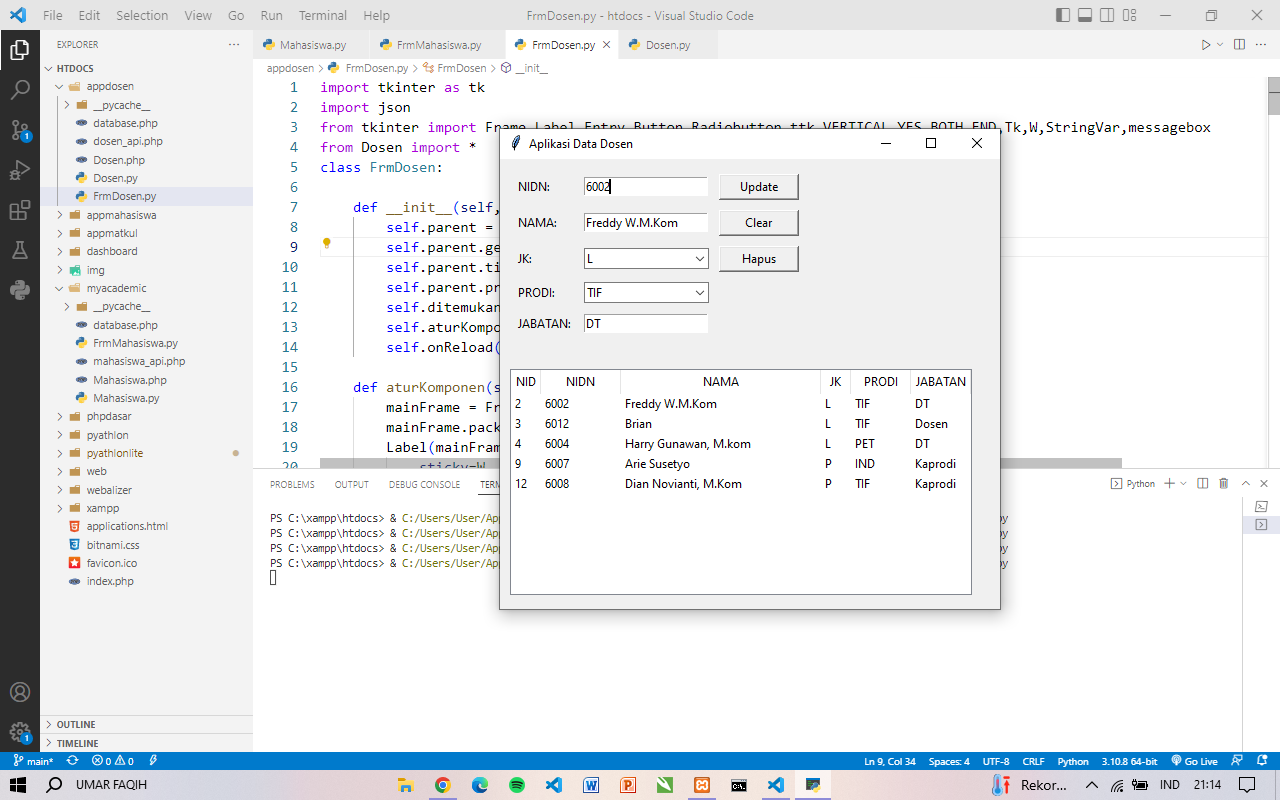 File Edit Selection View Go Run Terminal Help FrmDosen.py - htdocs - Visual Studio Code
EXPLORER
Mahasiswa.py FrmMahasiswa.py FrmDosen.py Dosen.py
HTDOCS
appdosen
__pycache__
database.php
dosen_api.php
Dosen.php
Dosen.py
FrmDosen.py
appmahasiswa
appmatkul
dashboard
img
myacademic
__pycache__
database.php
FrmMahasiswa.py
mahasiswa_api.php
Mahasiswa.php
Mahasiswa.py
phpdasar
pyathion
pyathionlite
web
webalizer
xampp
applications.html
bitnami.css
favicon.ico
index.php
OUTLINE
TIMELINE
appdosen > FrmDosen.py > FrmDosen > __init__
1 import tkinter as tk
2 import json
3 from tkinter import Frame,Label,Entry,Button,Radiobutton,ttk,VERTICAL,YES,BOTH,END,Tk,W,StringVar,messagebox
4 from Dosen import *
5 class FrmDosen:
6
7 def __init__(self,
8 self.parent =
9 self.parent.ge
10 self.parent.ti
11 self.parent.pr
12 self.ditemukan
13 self.aturKompo
14 self.onReload(
15
16 def aturKomponen(s
17 mainFrame = Fr
18 mainFrame.pack
19 Label(mainFram
20 sticky=W
Aplikasi Data Dosen
NIDN: 6002 Update
NAMA: Freddy W.M.Kom Clear
JK: L Hapus
PRODI: TIF
JABATAN: DT
NID NIDN NAMA JK PRODI JABATAN
2 6002 Freddy W.M.Kom L TIF DT
3 6012 Brian L TIF Dosen
4 6004 Harry Gunawan, M.kom L PET DT
9 6007 Arie Susetyo P IND Kaprodi
12 6008 Dian Novianti, M.Kom P TIF Kaprodi
PROBLEMS OUTPUT DEBUG CONSOLE TERM Python
PS C:\xampp\htdocs> & C:/Users/User/Ap py
PS C:\xampp\htdocs> & C:/Users/User/Ap py
PS C:\xampp\htdocs> & C:/Users/User/Ap py
PS C:\xampp\htdocs> & C:/Users/User/Ap py
main* 0 0 Ln 9, Col 34 Spaces: 4 UTF-8 CRLF Python 3.10.8 64-bit Go Live
UMAR FAQIH Rekor... IND 21:14